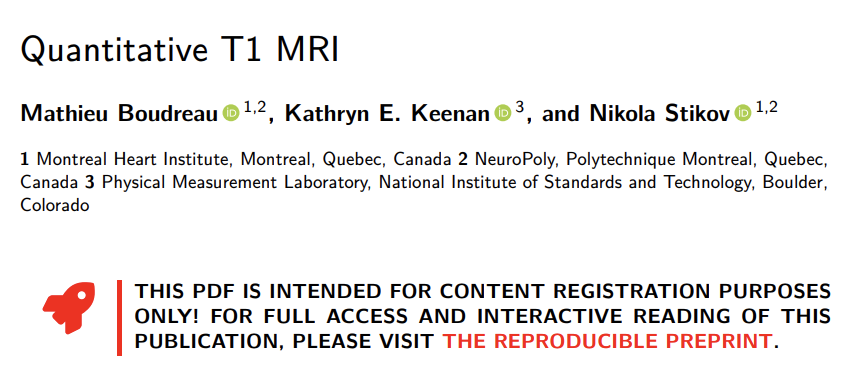 Quantitative T1 MRI
Mathieu Boudreau iD 1,2, Kathryn E. Keenan iD 3, and Nikola Stikov iD 1,2
1 Montreal Heart Institute, Montreal, Quebec, Canada 2 NeuroPoly, Polytechnique Montreal, Quebec,
Canada 3 Physical Measurement Laboratory, National Institute of Standards and Technology, Boulder,
Colorado
THIS PDF IS INTENDED FOR CONTENT REGISTRATION PURPOSES
ONLY! FOR FULL ACCESS AND INTERACTIVE READING OF THIS
PUBLICATION, PLEASE VISIT THE REPRODUCIBLE PREPRINT.